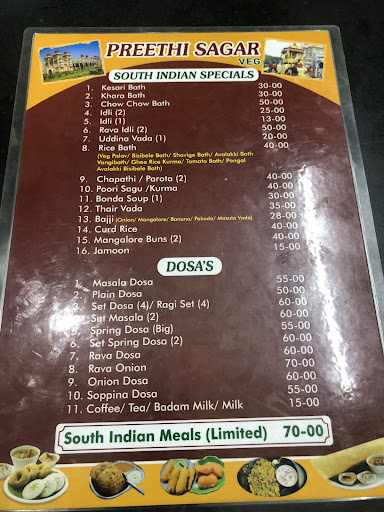 PREETHI SAGAR
VEG
SOUTH INDIAN SPECIALS
1. Kesari Bath 30-00
2. Khara Bath 30-00
3. Chow Chow Bath 50-00
4. Idli (2) 25-00
5. Idli (1) 13-00
6. Rava Idli (2) 50-00
7. Uddina Vada (1) 20-00
8. Rice Bath 40-00
(Veg Palav/ Bisibele Bath/ Shavige Bath/ Avalakki Bath
Vangibath/ Ghee Rice Kurma/ Tomato Bath/ Pongal
Avalakki Bisibele Bath)
9. Chapathi / Parota (2) 40-00
10. Poori Sagu /Kurma 40-00
11. Bonda Soup (1) 30-00
12. Thair Vada 35-00
13. Bajji (Onion/ Mangalore/ Banana/ Pakoda/ Masala Vada) 28-00
14. Curd Rice 40-00
15. Mangalore Buns (2) 40-00
16. Jamoon 15-00
DOSA'S
1. Masala Dosa 55-00
2. Plain Dosa 50-00
3. Set Dosa (4)/ Ragi Set (4) 60-00
4. Set Masala (2) 60-00
5. Spring Dosa (Big) 55-00
6. Set Spring Dosa (2) 60-00
7. Rava Dosa 60-00
8. Rava Onion 70-00
9. Onion Dosa 60-00
10. Soppina Dosa 55-00
11. Coffee/ Tea/ Badam Milk/ Milk 15-00
South Indian Meals (Limited) 70-00